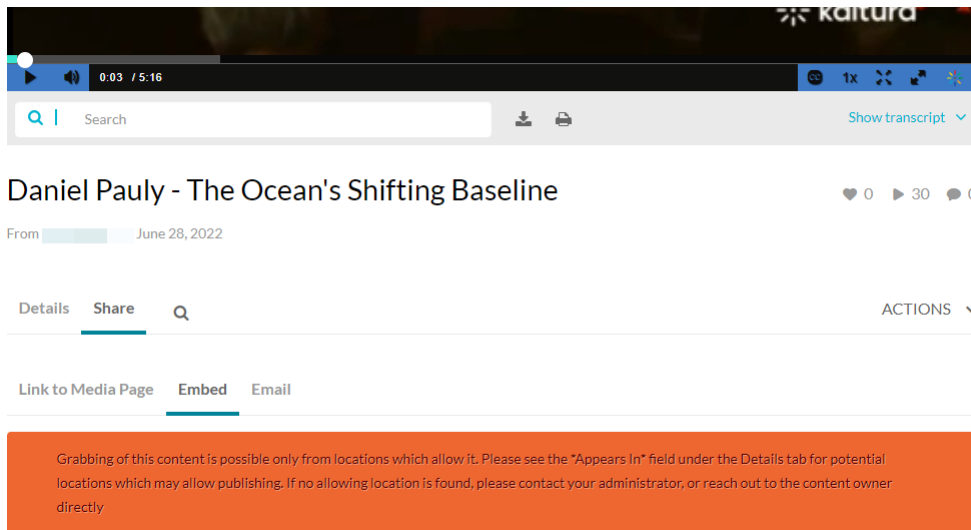 kaltura
0:03 / 5:16
CC 1x
Search
Show transcript
Daniel Pauly - The Ocean's Shifting Baseline
0 30 0
From June 28, 2022
Details Share
ACTIONS
Link to Media Page Embed Email
Grabbing of this content is possible only from locations which allow it. Please see the "Appears In" field under the Details tab for potential
locations which may allow publishing. If no allowing location is found, please contact your administrator, or reach out to the content owner
directly